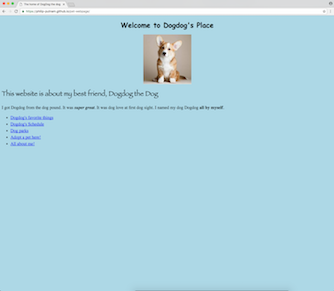 Welcome to Dogdog's Place
This website is about my best friend, Dogdog the Dog
I got Dogdog from the dog pound. It was super great. It was dog love at first dog sight. I named my dog Dogdog all by myself.
Dogdog's favorite things
Dogdog's Schedule
Dog parks
Adopt a pet here!
All about me!